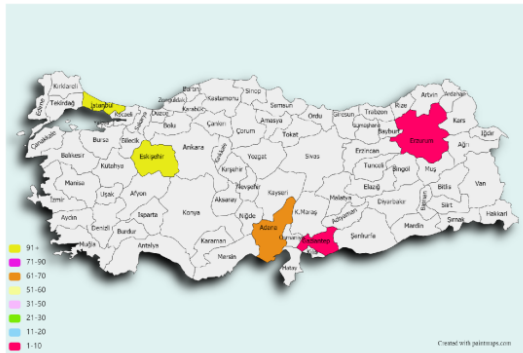 Kırklareli
Edirne
Tekirdağ
İstanbul
Kocaeli
Sakarya
Düzce
Zonguldak
Bartın
Karabük
Kastamonu
Sinop
Samsun
Ordu
Giresun
Trabzon
Rize
Artvin
Ardahan
Kars
Iğdır
Ağrı
Erzurum
Bayburt
Gümüşhane
Erzincan
Tunceli
Bingöl
Muş
Bitlis
Van
Hakkari
Şırnak
Siirt
Batman
Mardin
Diyarbakır
Elazığ
Malatya
Adıyaman
Şanlıurfa
Gaziantep
K.Maraş
Osmaniye
Hatay
Adana
Kayseri
Sivas
Tokat
Amasya
Çorum
Çankırı
Bolu
Bilecik
Bursa
Çanakkale
Balıkesir
Kütahya
Eskişehir
Ankara
Kırıkkale
Yozgat
Kırşehir
Nevşehir
Aksaray
Niğde
Konya
Karaman
Mersin
Antalya
Isparta
Burdur
Afyon
Uşak
Manisa
İzmir
Aydın
Denizli
Muğla
91 +
71-90
61-70
51-60
31-50
21-30
11-20
1-10
Created with paintmaps.com